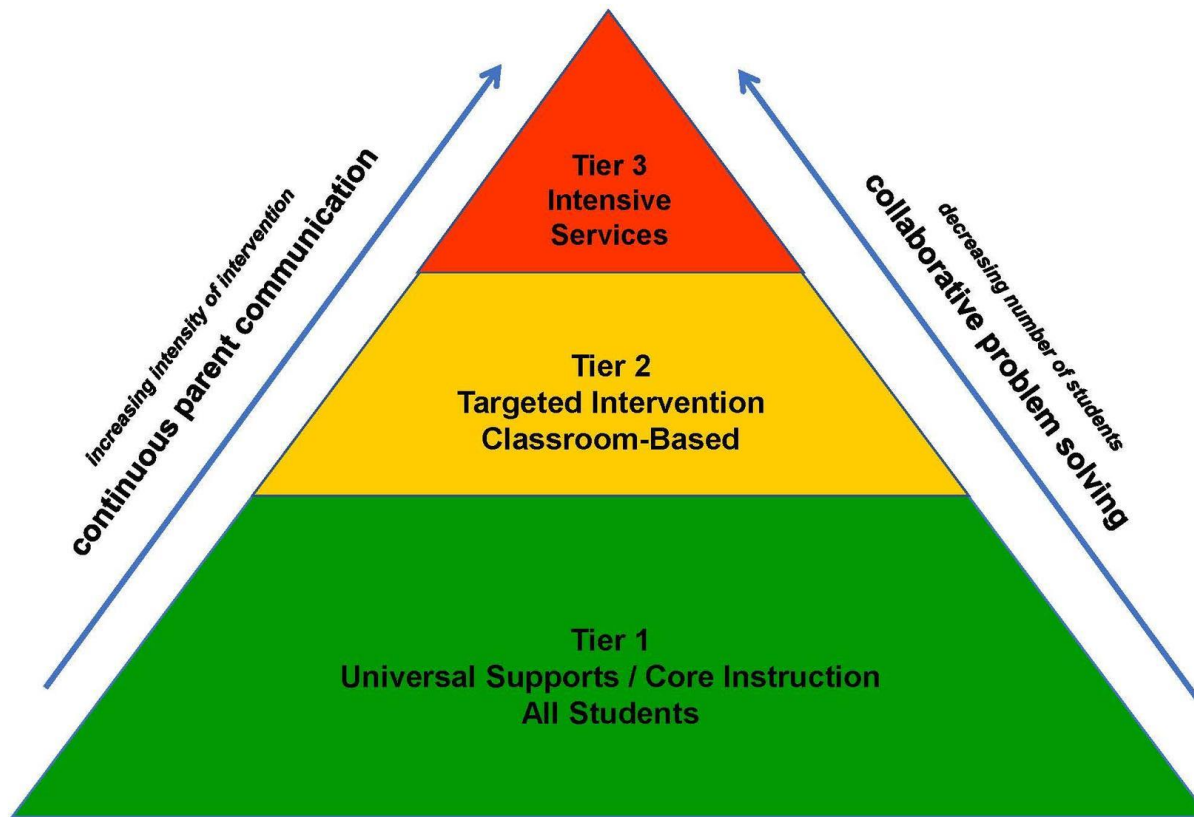 Tier 3
Intensive
Services
increasing intensity of intervention
continuous parent communication
decreasing number of students
collaborative problem solving
Tier 2
Targeted Intervention
Classroom-Based
Tier 1
Universal Supports / Core Instruction
All Students